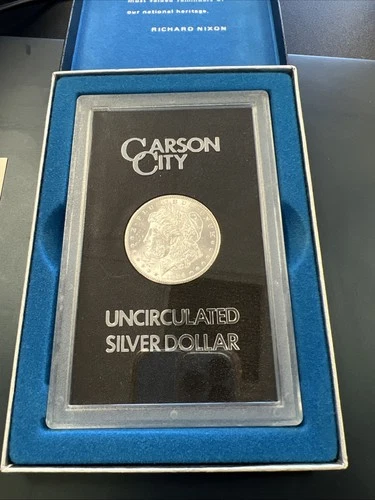 most valued reminders of
our national heritage.
RICHARD NIXON
CARSON
CITY
UNCIRCULATED
SILVER DOLLAR